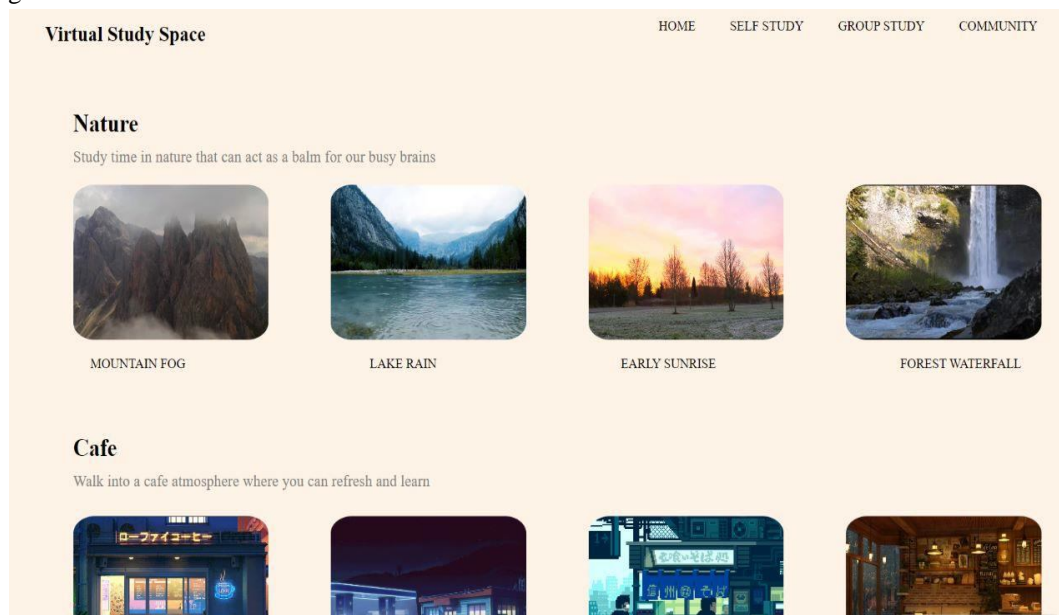 Virtual Study Space
HOME SELF STUDY GROUP STUDY COMMUNITY
Nature
Study time in nature that can act as a balm for our busy brains
MOUNTAIN FOG LAKE RAIN EARLY SUNRISE FOREST WATERFALL
Cafe
Walk into a cafe atmosphere where you can refresh and learn
ローファイコーヒー